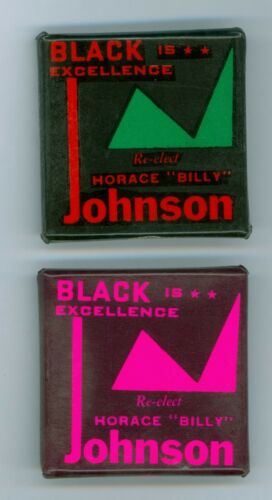 BLACK IS ★★
EXCELLENCE
Re-elect
HORACE "BILLY"
Johnson
BLACK IS ★★
EXCELLENCE
Re-elect
HORACE "BILLY"
Johnson